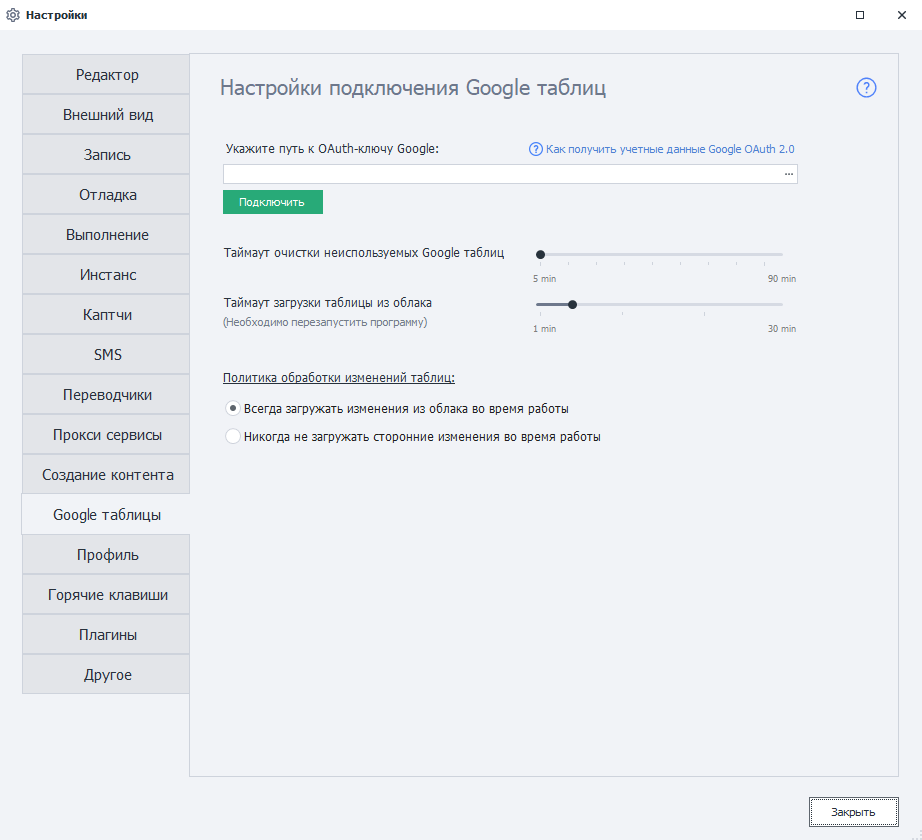 Настройки
Редактор
Внешний вид
Запись
Отладка
Выполнение
Инстанс
Каптчи
SMS
Переводчики
Прокси сервисы
Создание контента
Google таблицы
Профиль
Горячие клавиши
Плагины
Другое
Настройки подключения Google таблиц
?
Укажите путь к OAuth-ключу Google:
? Как получить учетные данные Google OAuth 2.0
...
Подключить
Таймаут очистки неиспользуемых Google таблиц
5 min
90 min
Таймаут загрузки таблицы из облака
(Необходимо перезапустить программу)
1 min
30 min
Политика обработки изменений таблиц:
Всегда загружать изменения из облака во время работы
Никогда не загружать сторонние изменения во время работы
Закрыть